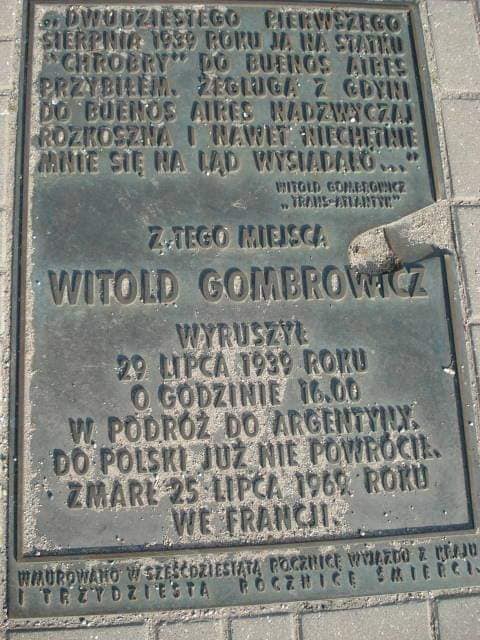 „DWUDZIESTEGO PIERWSZEGO
SIERPNIA 1939 ROKU JA NA STATKU
"CHROBRY" DO BUENOS AIRES
PRZYBIŁEM. ŻEGLUGA Z GDYNI
DO BUENOS AIRES NADZWYCZAJ
ROZKOSZNA I NAWET NIECHĘTNIE
MNIE SIĘ NA LĄD WYSIADAŁO..."
WITOLD GOMBROWICZ
„TRANS-ATLANTYK"
Z TEGO MIEJSCA
WITOLD GOMBROWICZ
WYRUSZYŁ
29 LIPCA 1939 ROKU
O GODZINIE 16.00
W PODRÓŻ DO ARGENTYNY.
DO POLSKI JUŻ NIE POWRÓCIŁ.
ZMARŁ 25 LIPCA 1969 ROKU
WE FRANCJI.
WMUROWANO W SZEŚĆDZIESIĄTĄ ROCZNICĘ WYJAZDU Z KRAJU
I TRZYDZIESTĄ ROCZNICĘ ŚMIERCI.